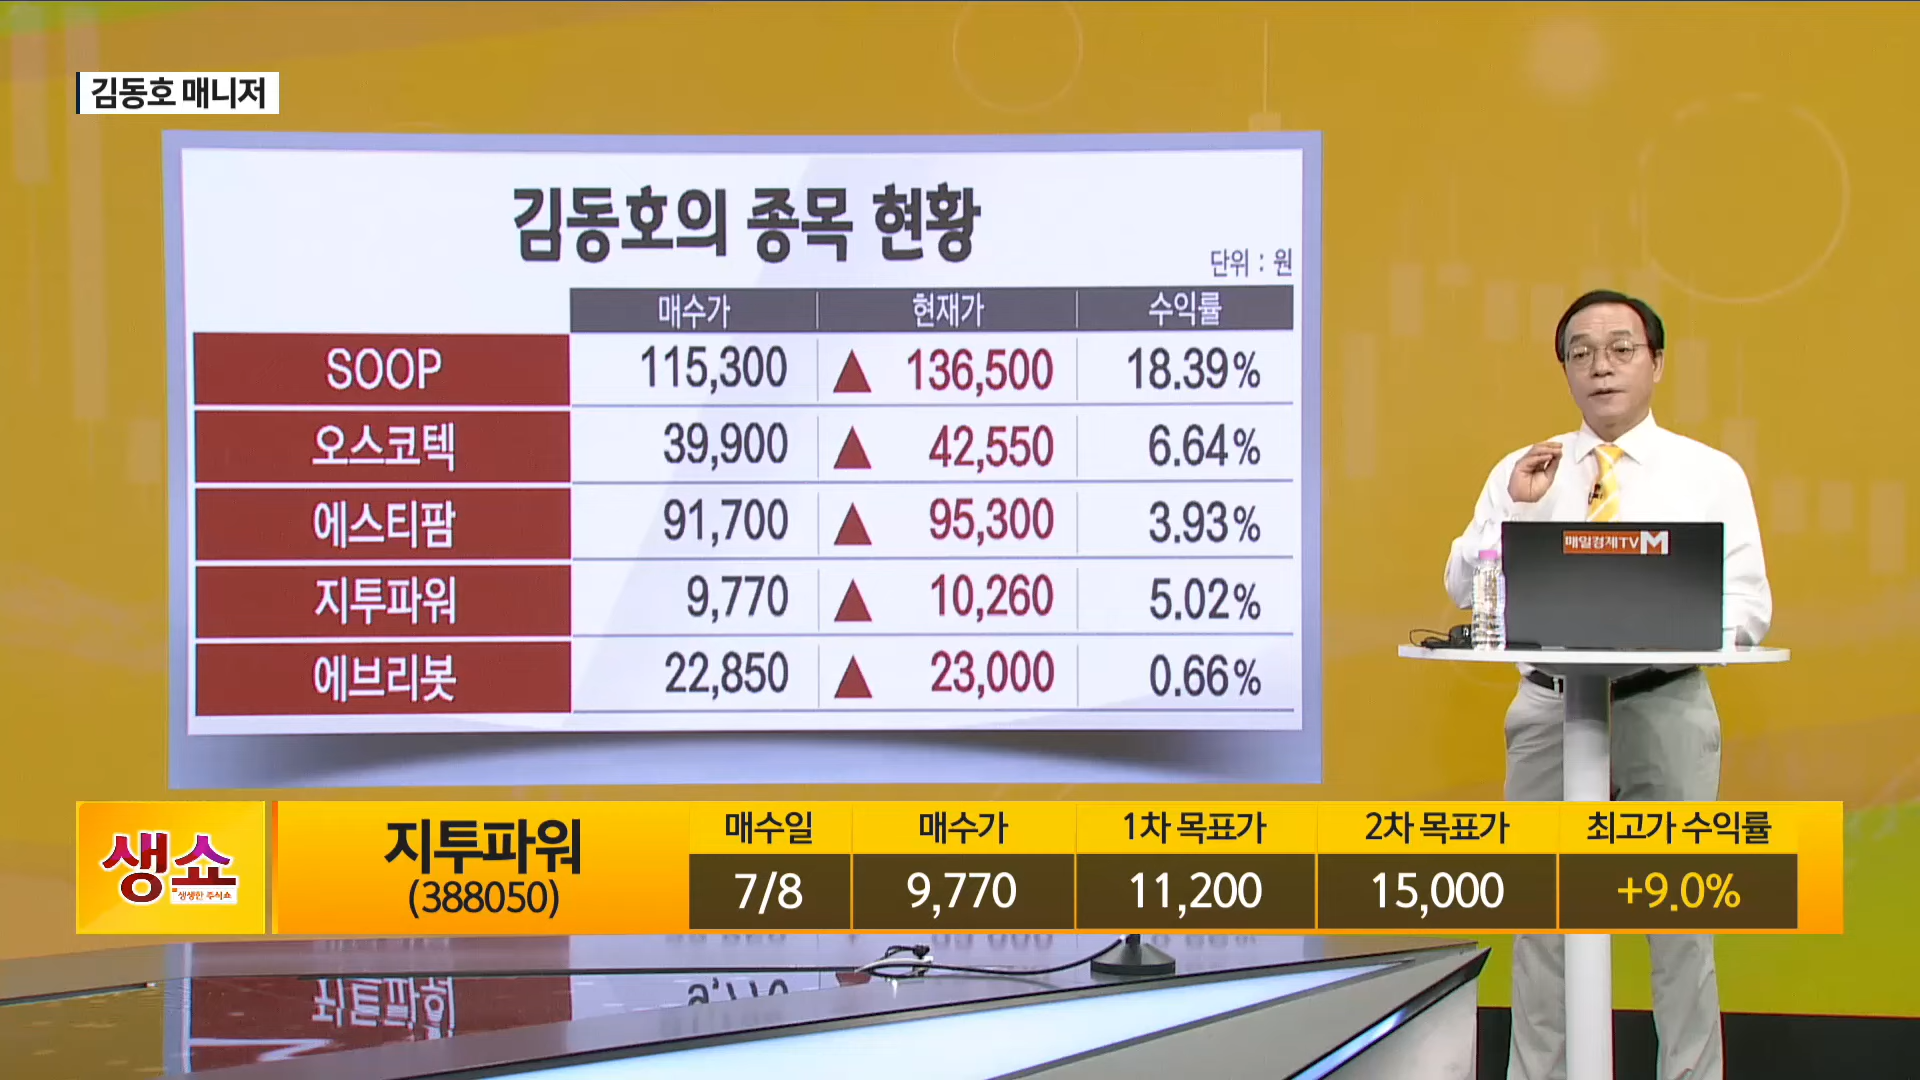 김동호 매니저
김동호의 종목 현황
단위 : 원
매수가 현재가 수익률
SOOP 115,300 ▲ 136,500 18.39%
오스코텍 39,900 ▲ 42,550 6.64%
에스티팜 91,700 ▲ 95,300 3.93%
지투파워 9,770 ▲ 10,260 5.02%
에브리봇 22,850 ▲ 23,000 0.66%
매일경제TV M
생쇼
생생한 주식쇼
지투파워
(388050)
매수일 매수가 1차 목표가 2차 목표가 최고가 수익률
7/8 9,770 11,200 15,000 +9.0%